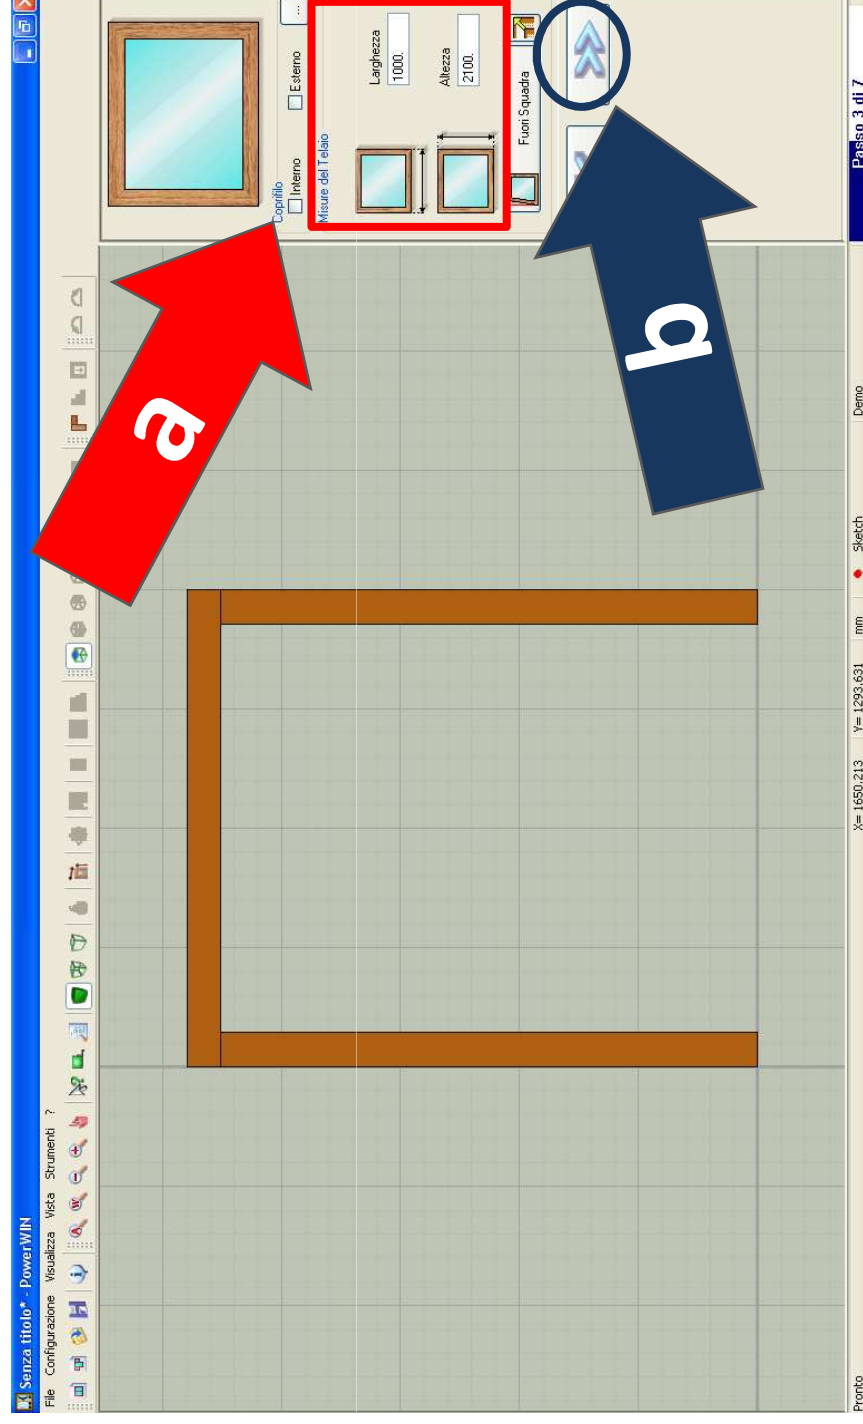 Senza titolo* - PowerWIN
File Configurazione Visualizza Vista Strumenti ?
Coprifilo
Interno
Esterno
...
Misure del Telaio
Larghezza
1000.
Altezza
2100.
Fuori Squadra
a
b
Passo 3 di 7
Pronto
X= 1650.213
Y= 1293.631
mm
Sketch
Demo